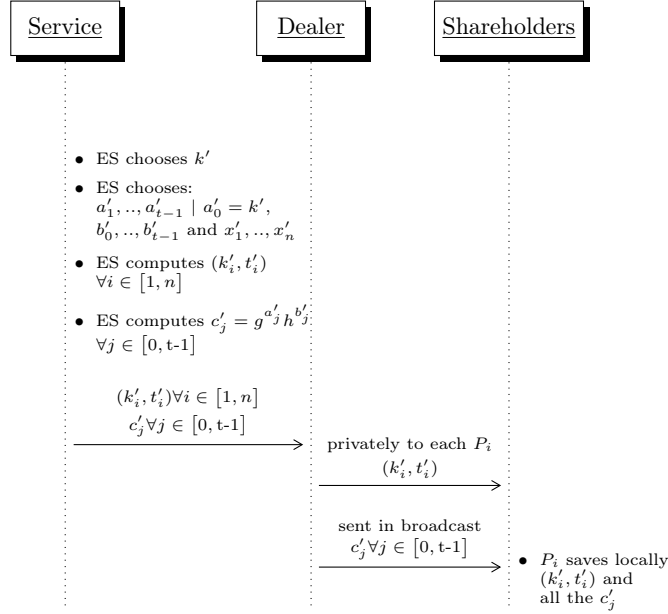 Service Dealer Shareholders
• ES chooses k′
• ES chooses:
a′₁, .., a′ₜ₋₁ | a′₀ = k′,
b′₀, .., b′ₜ₋₁ and x′₁, .., x′ₙ
• ES computes (k′ᵢ, t′ᵢ)
∀i ∈ [1, n]
• ES computes c′ⱼ = g^{a′ⱼ} h^{b′ⱼ}
∀j ∈ [0, t-1]
(k′ᵢ, t′ᵢ)∀i ∈ [1, n]
c′ⱼ∀j ∈ [0, t-1]
privately to each Pᵢ
(k′ᵢ, t′ᵢ)
sent in broadcast
c′ⱼ∀j ∈ [0, t-1]
• Pᵢ saves locally
(k′ᵢ, t′ᵢ) and
all the c′ⱼ